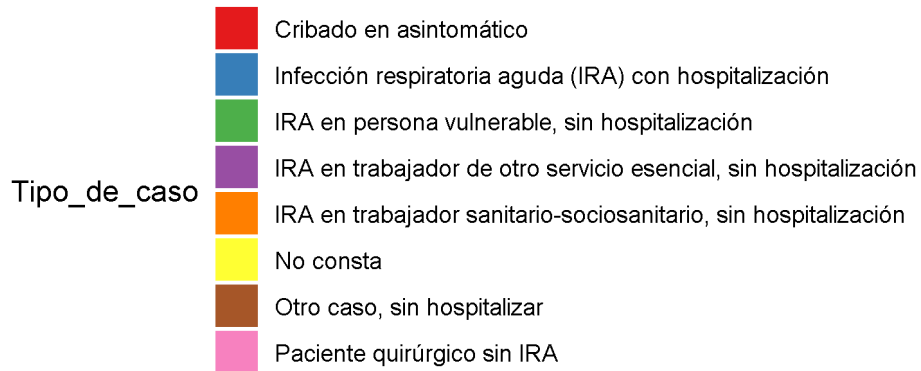 Cribado en asintomático
Infección respiratoria aguda (IRA) con hospitalización
IRA en persona vulnerable, sin hospitalización
IRA en trabajador de otro servicio esencial, sin hospitalización
Tipo_de_caso
IRA en trabajador sanitario-sociosanitario, sin hospitalización
No consta
Otro caso, sin hospitalizar
Paciente quirúrgico sin IRA